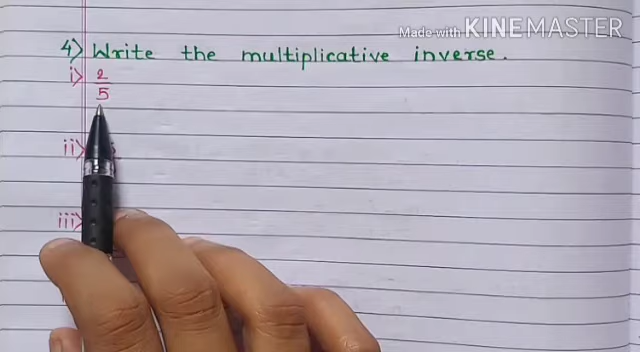 Made with KINEMASTER
4) Write the multiplicative inverse.
i) 2/5
ii)
iii)